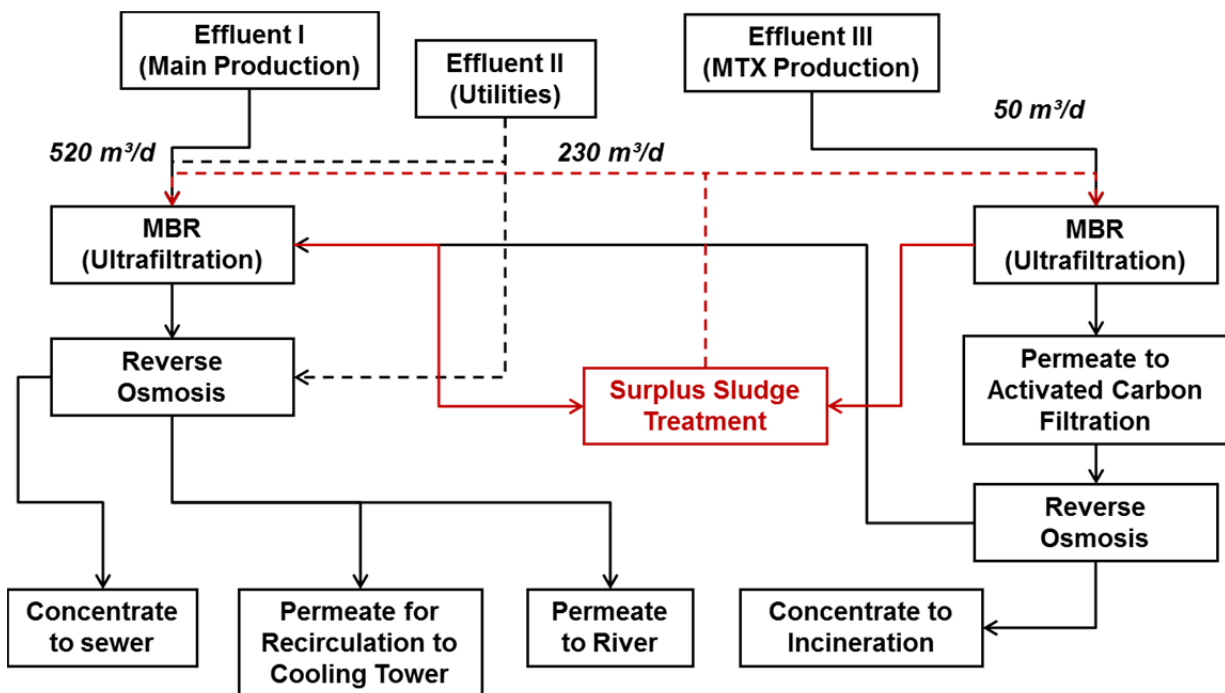 Effluent I
(Main Production)
Effluent II
(Utilities)
Effluent III
(MTX Production)
520 m³/d
230 m³/d
50 m³/d
MBR
(Ultrafiltration)
MBR
(Ultrafiltration)
Reverse
Osmosis
Surplus Sludge
Treatment
Permeate to
Activated Carbon
Filtration
Reverse
Osmosis
Concentrate
to sewer
Permeate for
Recirculation to
Cooling Tower
Permeate
to River
Concentrate to
Incineration